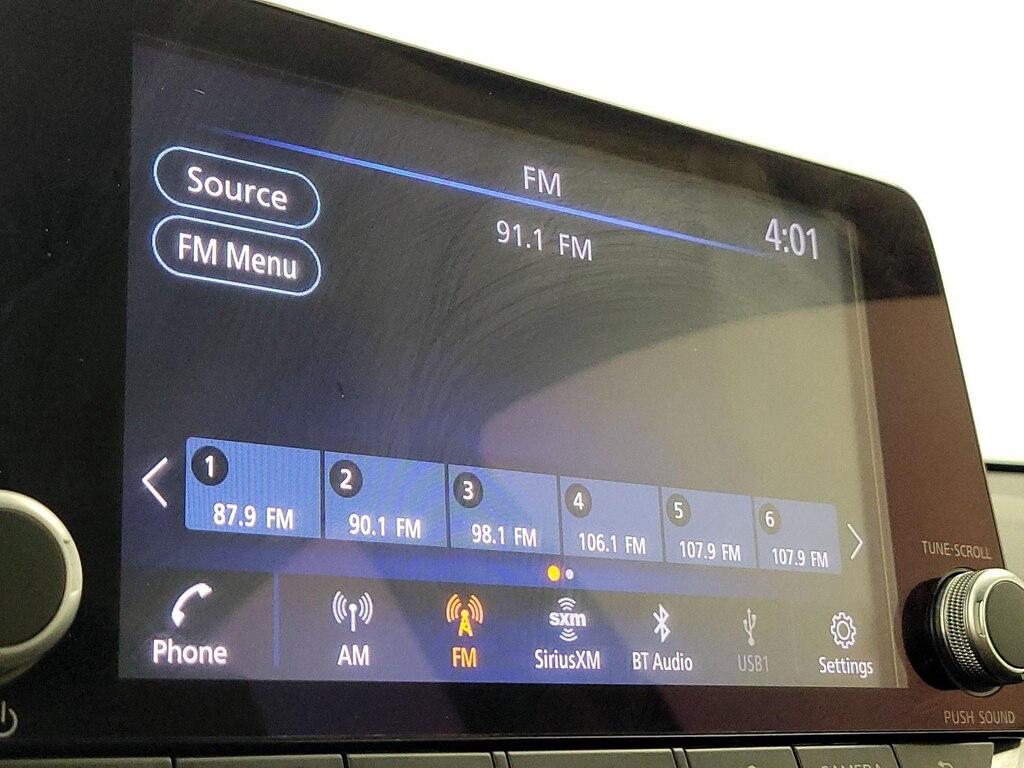 FM
Source
91.1 FM
4:01
FM Menu
1
2
3
4
5
6
87.9 FM
90.1 FM
98.1 FM
106.1 FM
107.9 FM
107.9 FM
TUNE·SCROLL
Phone
AM
FM
sxm
SiriusXM
BT Audio
USB1
Settings
PUSH SOUND
CAMERA